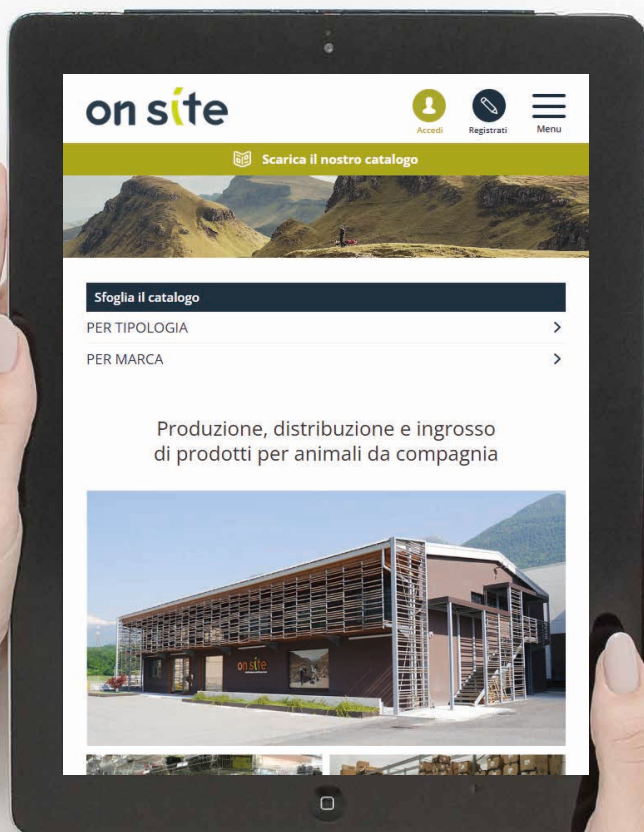 on site
Accedi
Registrati
Menu
Scarica il nostro catalogo
Sfoglia il catalogo
PER TIPOLOGIA
PER MARCA
Produzione, distribuzione e ingrosso
di prodotti per animali da compagnia
on site